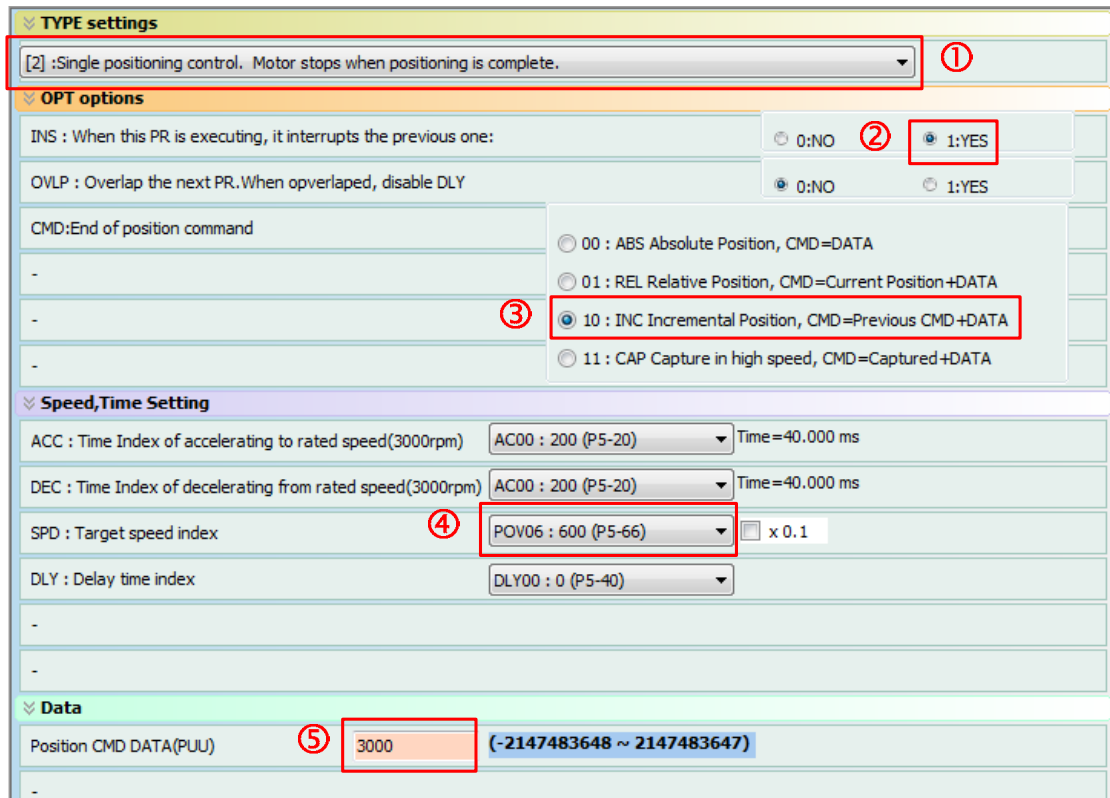 TYPE settings
[2] :Single positioning control. Motor stops when positioning is complete.
①
OPT options
INS : When this PR is executing, it interrupts the previous one:
0:NO
②
1:YES
OVLP : Overlap the next PR.When opverlaped, disable DLY
0:NO
1:YES
CMD:End of position command
00 : ABS Absolute Position, CMD=DATA
-
01 : REL Relative Position, CMD=Current Position+DATA
-
③
10 : INC Incremental Position, CMD=Previous CMD+DATA
-
11 : CAP Capture in high speed, CMD=Captured+DATA
Speed,Time Setting
ACC : Time Index of accelerating to rated speed(3000rpm)
AC00 : 200 (P5-20)
Time=40.000 ms
DEC : Time Index of decelerating from rated speed(3000rpm)
AC00 : 200 (P5-20)
Time=40.000 ms
SPD : Target speed index
④
POV06 : 600 (P5-66)
x 0.1
DLY : Delay time index
DLY00 : 0 (P5-40)
-
-
Data
Position CMD DATA(PUU)
⑤
3000
(-2147483648 ~ 2147483647)
-